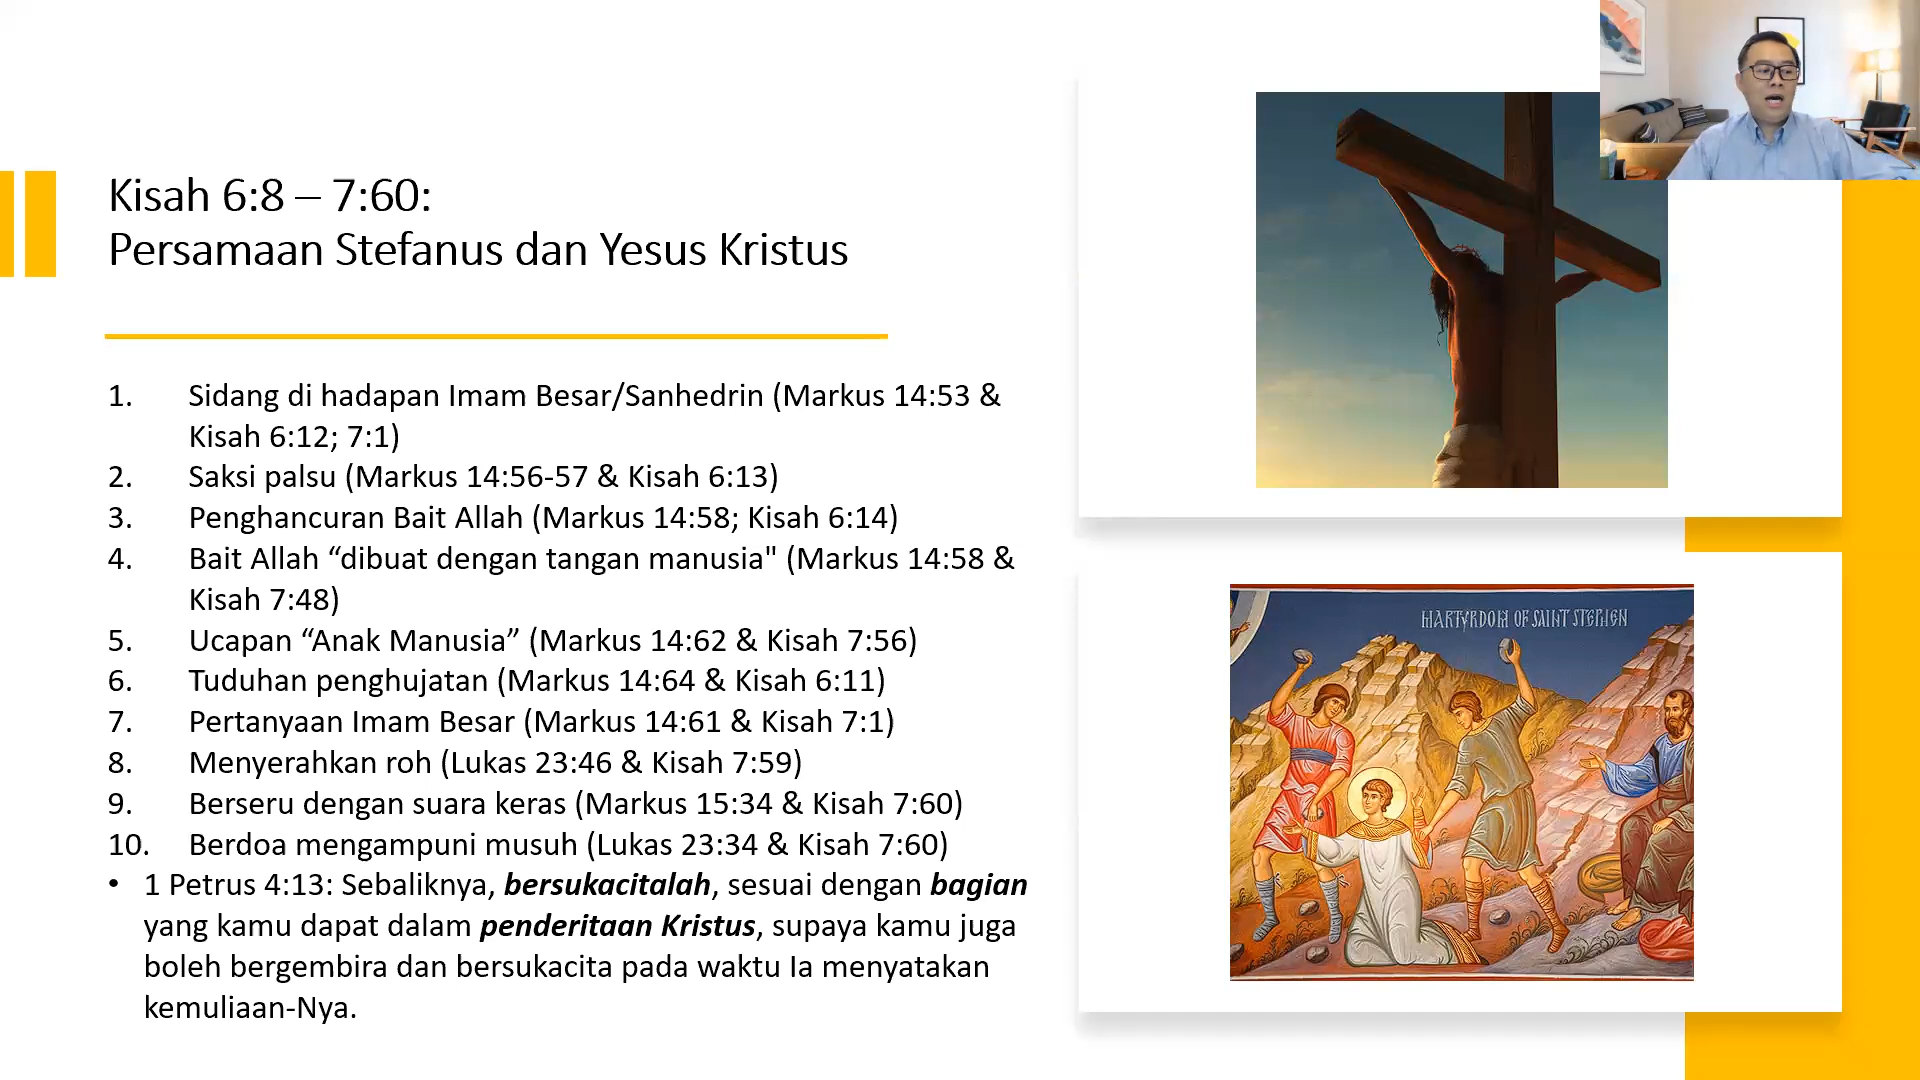 Kisah 6:8 – 7:60:
Persamaan Stefanus dan Yesus Kristus
1. Sidang di hadapan Imam Besar/Sanhedrin (Markus 14:53 &
Kisah 6:12; 7:1)
2. Saksi palsu (Markus 14:56-57 & Kisah 6:13)
3. Penghancuran Bait Allah (Markus 14:58; Kisah 6:14)
4. Bait Allah “dibuat dengan tangan manusia" (Markus 14:58 &
Kisah 7:48)
5. Ucapan “Anak Manusia” (Markus 14:62 & Kisah 7:56)
6. Tuduhan penghujatan (Markus 14:64 & Kisah 6:11)
7. Pertanyaan Imam Besar (Markus 14:61 & Kisah 7:1)
8. Menyerahkan roh (Lukas 23:46 & Kisah 7:59)
9. Berseru dengan suara keras (Markus 15:34 & Kisah 7:60)
10. Berdoa mengampuni musuh (Lukas 23:34 & Kisah 7:60)
• 1 Petrus 4:13: Sebaliknya, bersukacitalah, sesuai dengan bagian
yang kamu dapat dalam penderitaan Kristus, supaya kamu juga
boleh bergembira dan bersukacita pada waktu Ia menyatakan
kemuliaan-Nya.
MARTYRDOM OF SAINT STEPHEN